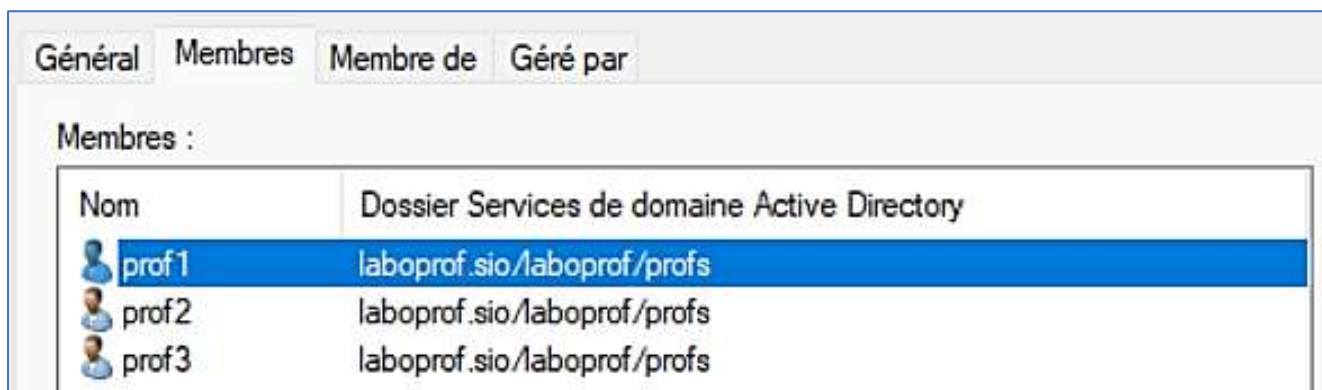 Général Membres Membre de Géré par
Membres :
Nom Dossier Services de domaine Active Directory
prof1 laboprof.sio/laboprof/profs
prof2 laboprof.sio/laboprof/profs
prof3 laboprof.sio/laboprof/profs